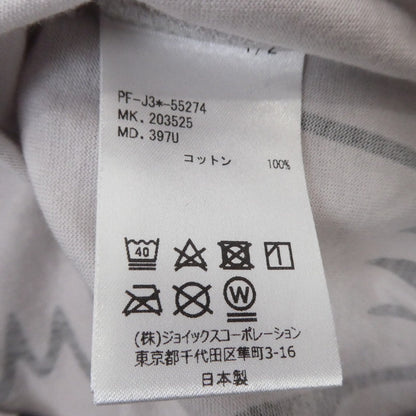 1/2
PF-J3*-55274
MK. 203525
MD. 397U
コットン 100%
40
W
(株)ジョイックスコーポレーション
東京都千代田区隼町3-16
日本製